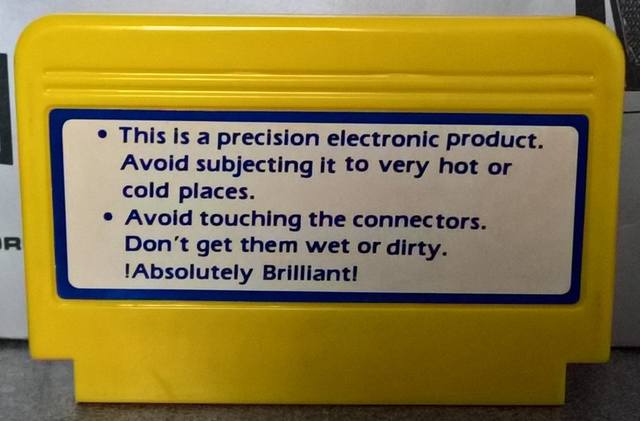 • This is a precision electronic product.
Avoid subjecting it to very hot or
cold places.
• Avoid touching the connectors.
Don't get them wet or dirty.
!Absolutely Brilliant!